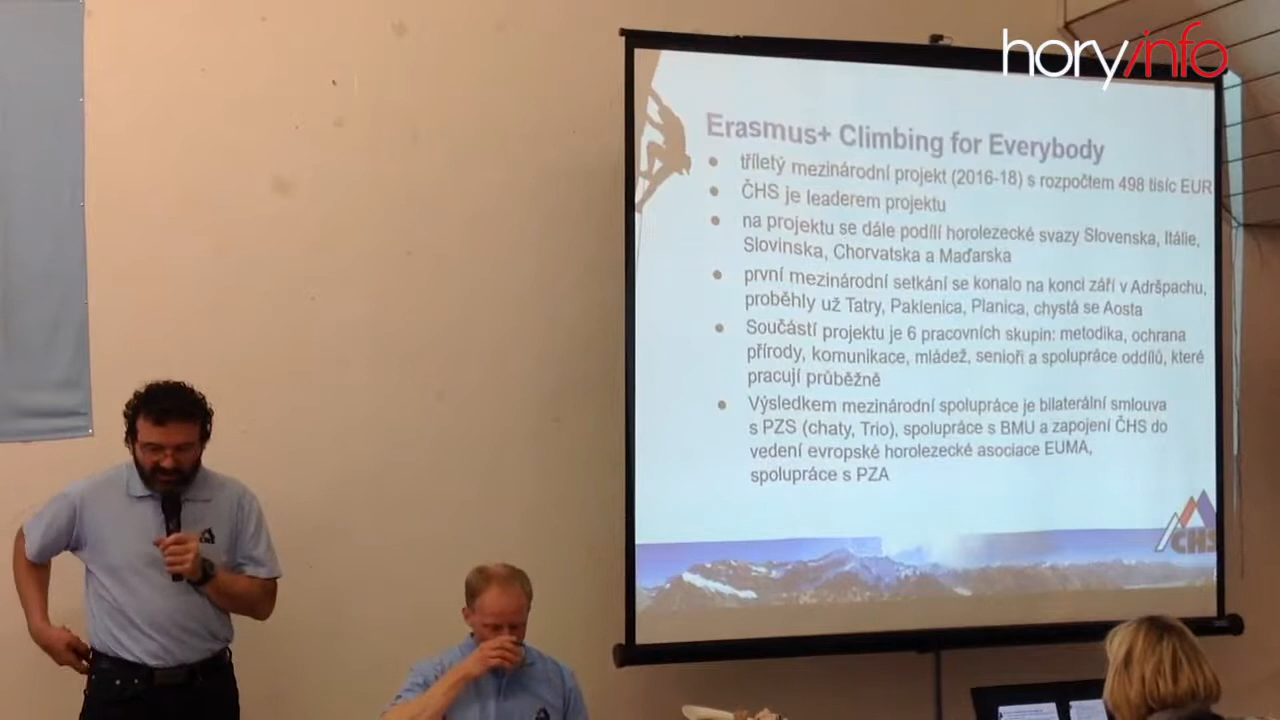 hory/info
Erasmus+ Climbing for Everybody
• tříletý mezinárodní projekt (2016-18) s rozpočtem 498 tisíc EUR
• ČHS je leaderem projektu
• na projektu se dále podílí horolezecké svazy Slovenska, Itálie,
Slovinska, Chorvatska a Maďarska
• první mezinárodní setkání se konalo na konci září v Adršpachu,
proběhly už Tatry, Paklenica, Planica, chystá se Aosta
• Součástí projektu je 6 pracovních skupin: metodika, ochrana
přírody, komunikace, mládež, senioři a spolupráce oddílů, které
pracují průběžně
• Výsledkem mezinárodní spolupráce je bilaterální smlouva
s PZS (chaty, Trio), spolupráce s BMU a zapojení ČHS do
vedení evropské horolezecké asociace EUMA,
spolupráce s PZA
ČHS